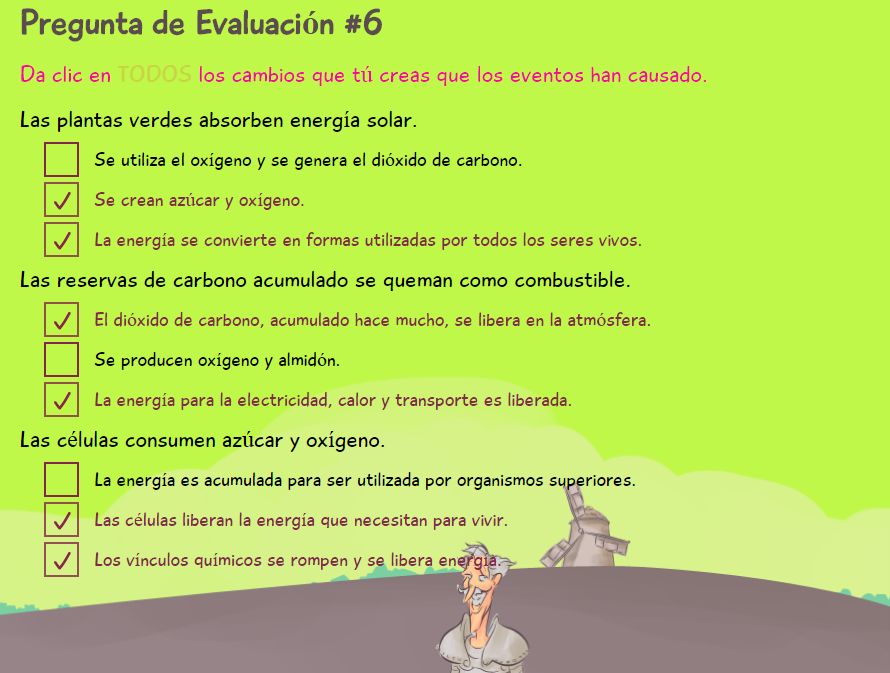 Pregunta de Evaluación #6
Da clic en TODOS los cambios que tú creas que los eventos han causado.
Las plantas verdes absorben energía solar.
Se utiliza el oxígeno y se genera el dióxido de carbono.
Se crean azúcar y oxígeno.
La energía se convierte en formas utilizadas por todos los seres vivos.
Las reservas de carbono acumulado se queman como combustible.
El dióxido de carbono, acumulado hace mucho, se libera en la atmósfera.
Se producen oxígeno y almidón.
La energía para la electricidad, calor y transporte es liberada.
Las células consumen azúcar y oxígeno.
La energía es acumulada para ser utilizada por organismos superiores.
Las células liberan la energía que necesitan para vivir.
Los vínculos químicos se rompen y se libera energía.